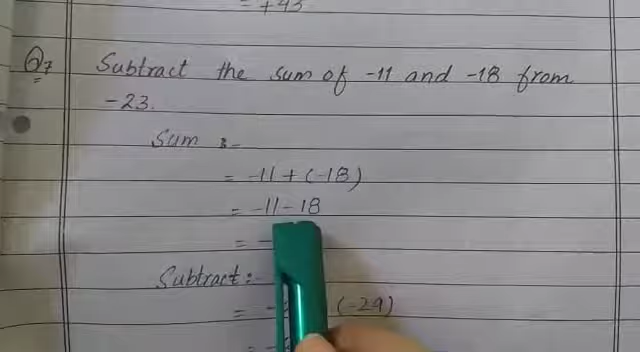 = +43
Q7 Subtract the sum of -11 and -18 from
-23.
Sum :-
= -11 + (-18)
= -11 - 18
= -
Subtract :-
= - (-29)
= -